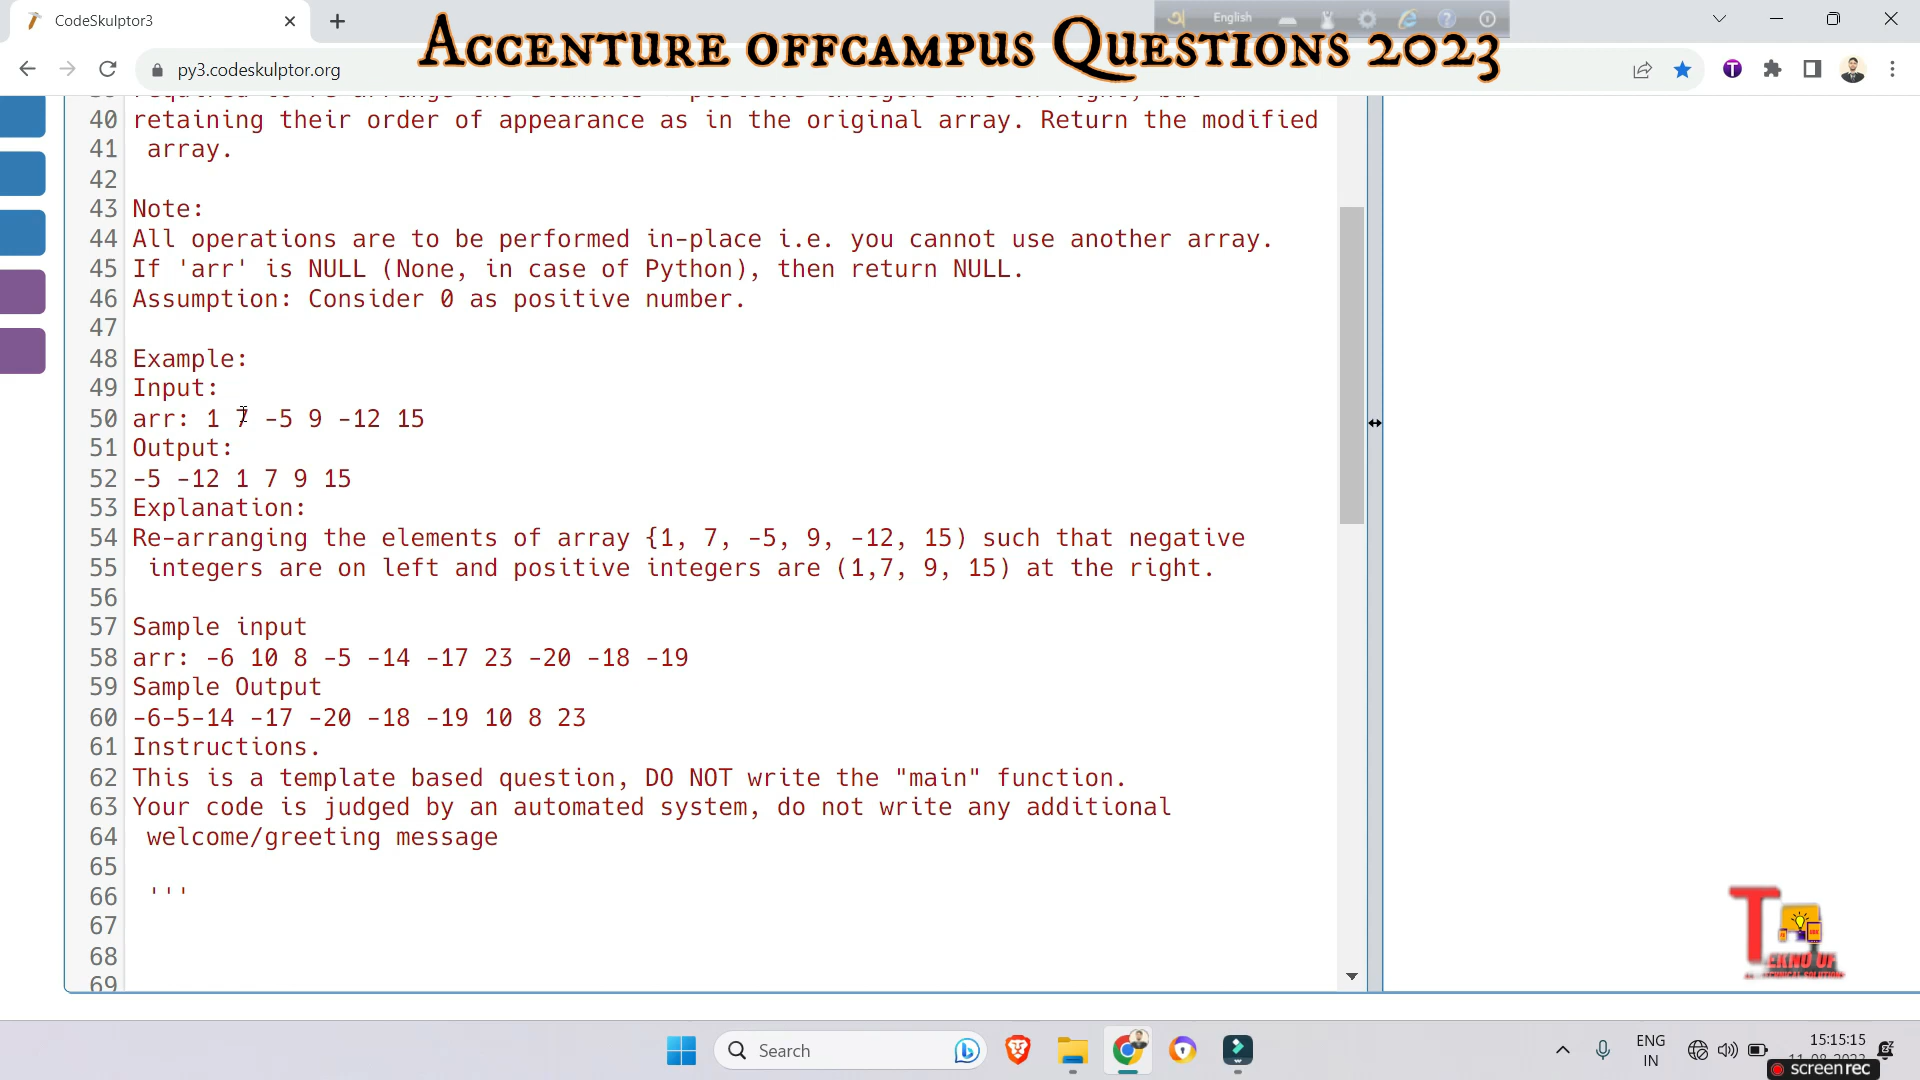 CodeSkulptor3
English
Accenture offcampus Questions 2023
py3.codeskulptor.org
40 retaining their order of appearance as in the original array. Return the modified
41 array.
42
43 Note:
44 All operations are to be performed in-place i.e. you cannot use another array.
45 If 'arr' is NULL (None, in case of Python), then return NULL.
46 Assumption: Consider 0 as positive number.
47
48 Example:
49 Input:
50 arr: 1 7 -5 9 -12 15
51 Output:
52 -5 -12 1 7 9 15
53 Explanation:
54 Re-arranging the elements of array {1, 7, -5, 9, -12, 15) such that negative
55 integers are on left and positive integers are (1,7, 9, 15) at the right.
56
57 Sample input
58 arr: -6 10 8 -5 -14 -17 23 -20 -18 -19
59 Sample Output
60 -6-5-14 -17 -20 -18 -19 10 8 23
61 Instructions.
62 This is a template based question, DO NOT write the "main" function.
63 Your code is judged by an automated system, do not write any additional
64 welcome/greeting message
65
66 '''
67
68
69
Search
ENG
IN
15:15:15
screenrec